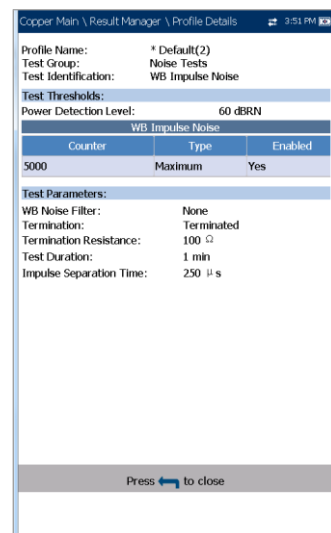 Copper Main \ Result Manager \ Profile Details 3:51 PM
Profile Name: * Default(2)
Test Group: Noise Tests
Test Identification: WB Impulse Noise
Test Thresholds:
Power Detection Level: 60 dBRN
WB Impulse Noise
Counter Type Enabled
5000 Maximum Yes
Test Parameters:
WB Noise Filter: None
Termination: Terminated
Termination Resistance: 100 Ω
Test Duration: 1 min
Impulse Separation Time: 250 μs
Press to close